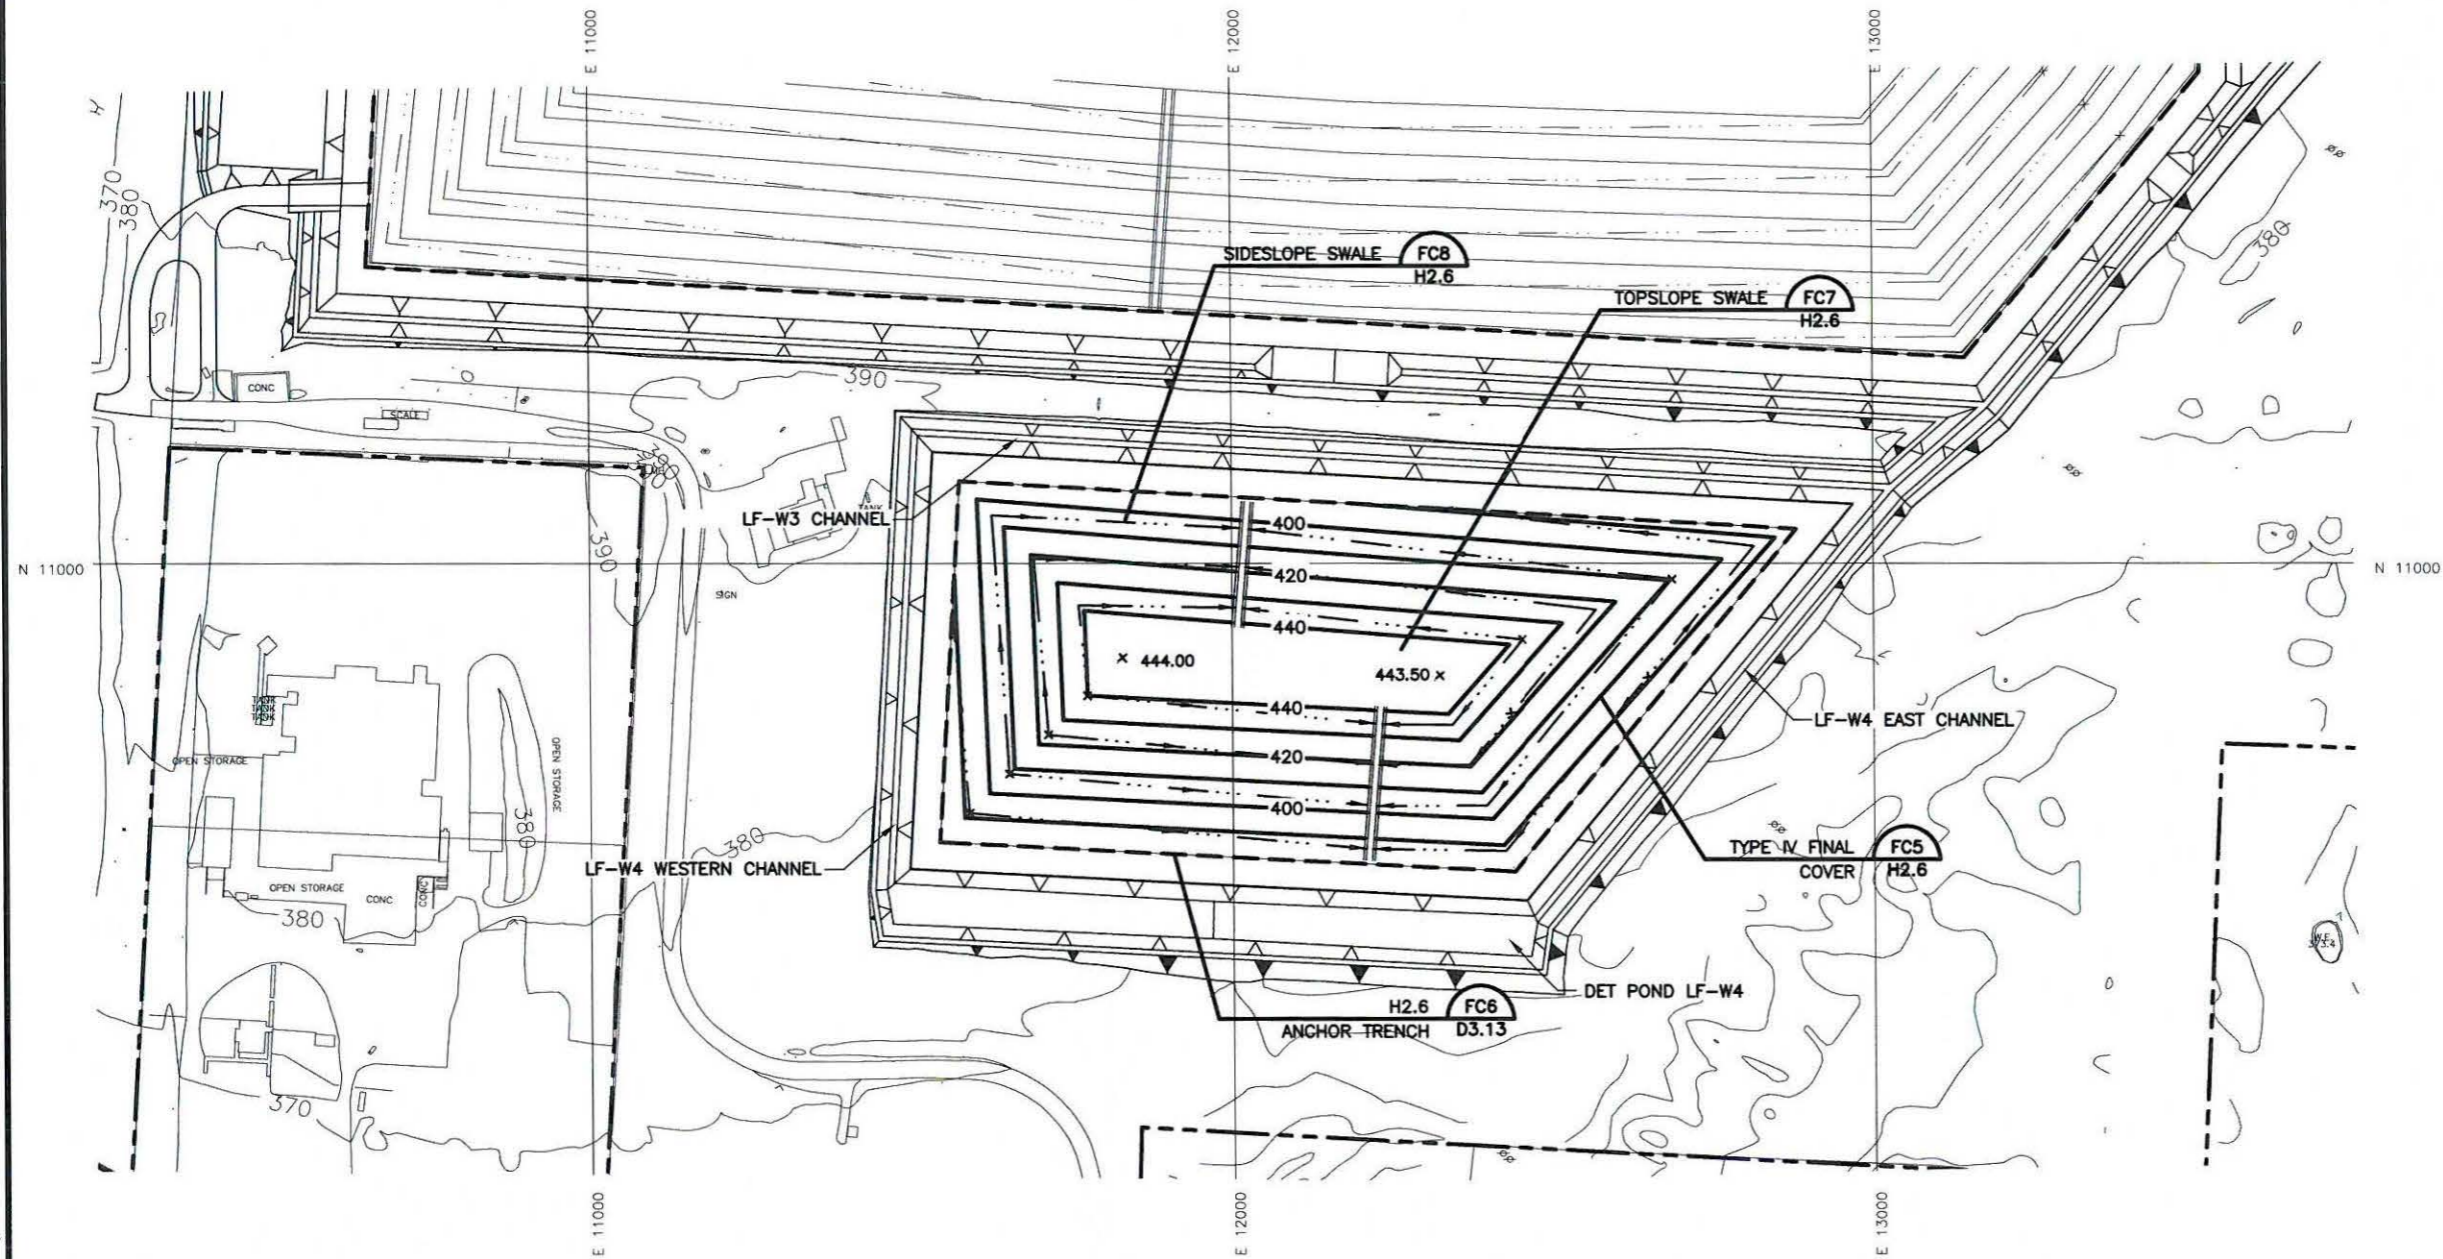 E 11000
E 12000
E 13000
370
380
SIDESLOPE SWALE FC8
H2.6
TOPSLOPE SWALE FC7
H2.6
380
CONC
SCALE
390
LF-W3 CHANNEL
TANK
400
390
N 11000
N 11000
420
SIGN
440
× 444.00
443.50 ×
440
TANK
TANK
TANK
LF-W4 EAST CHANNEL
OPEN STORAGE
OPEN STORAGE
420
400
380
380
TYPE IV FINAL FC5
COVER H2.6
LF-W4 WESTERN CHANNEL
OPEN STORAGE
CONC
CONC
380
DET POND LF-W4
H2.6 FC6
ANCHOR TRENCH D3.13
370
E 11000
E 12000
E 13000